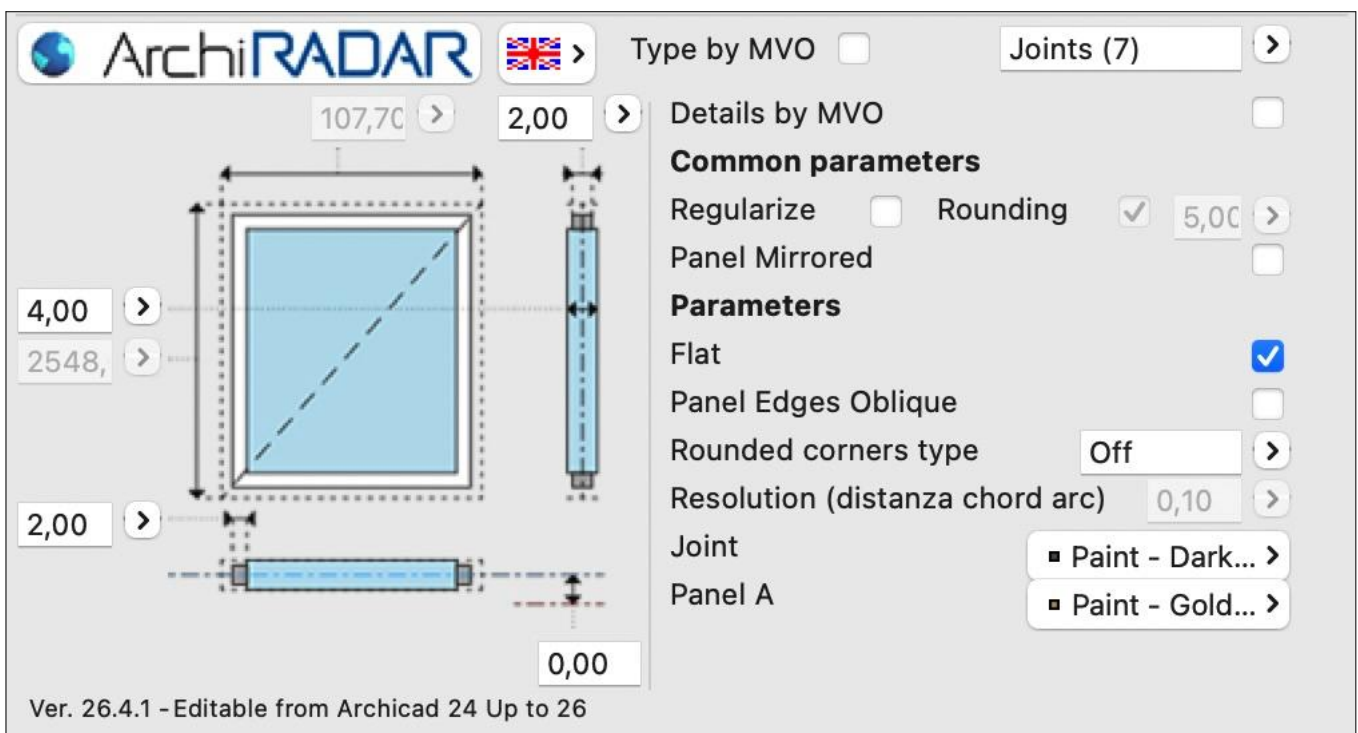 ArchiRADAR Type by MVO Joints (7)
107,70 2,00 Details by MVO
Common parameters
Regularize Rounding 5,00
Panel Mirrored
4,00 Parameters
2548, Flat
Panel Edges Oblique
Rounded corners type Off
2,00 Resolution (distanza chord arc) 0,10
Joint Paint - Dark...
Panel A Paint - Gold...
0,00
Ver. 26.4.1 - Editable from Archicad 24 Up to 26